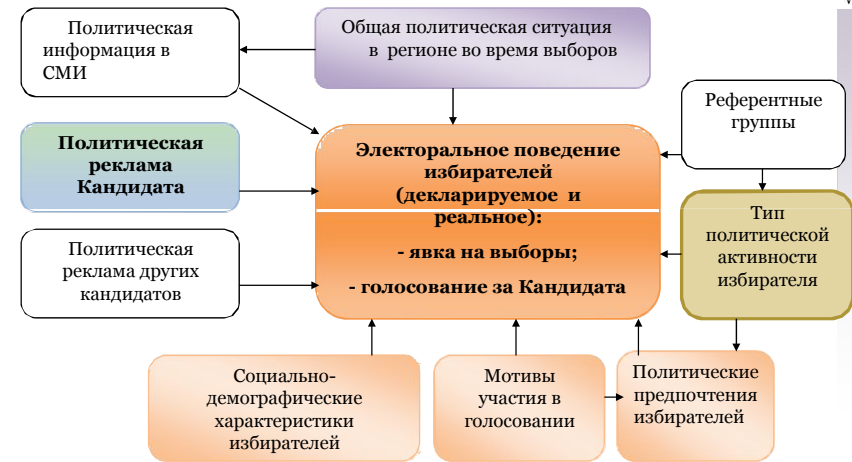 Политическая
информация в
СМИ
Общая политическая ситуация
в регионе во время выборов
Референтные
группы
Политическая
реклама
Кандидата
Электоральное поведение
избирателей
(декларируемое и
реальное):
- явка на выборы;
- голосование за Кандидата
Тип
политической
активности
избирателя
Политическая
реклама других
кандидатов
Социально-
демографические
характеристики
избирателей
Мотивы
участия в
голосовании
Политические
предпочтения
избирателей